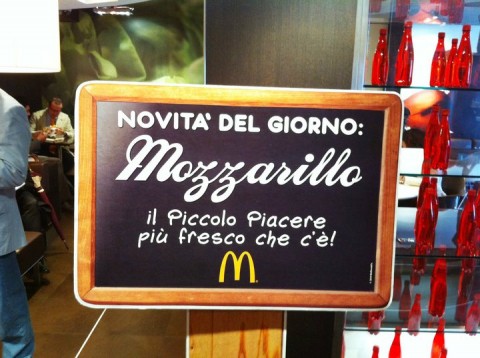 NOVITA' DEL GIORNO:
Mozzarillo
il Piccolo Piacere
più fresco che c'è!